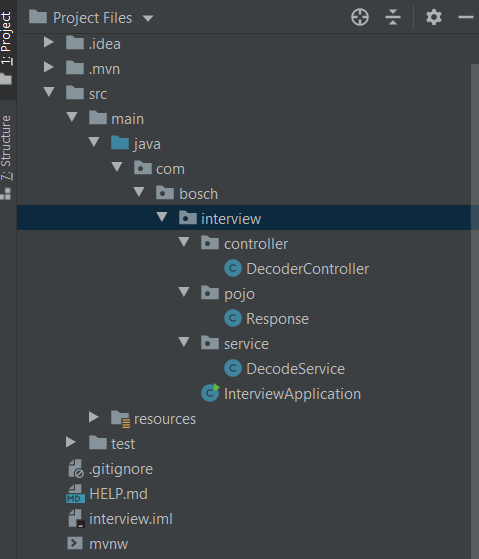 Project Files
1: Project
.idea
.mvn
src
main
java
com
bosch
interview
controller
DecoderController
pojo
Response
service
DecodeService
InterviewApplication
resources
test
.gitignore
MD HELP.md
interview.iml
mvnw
7: Structure